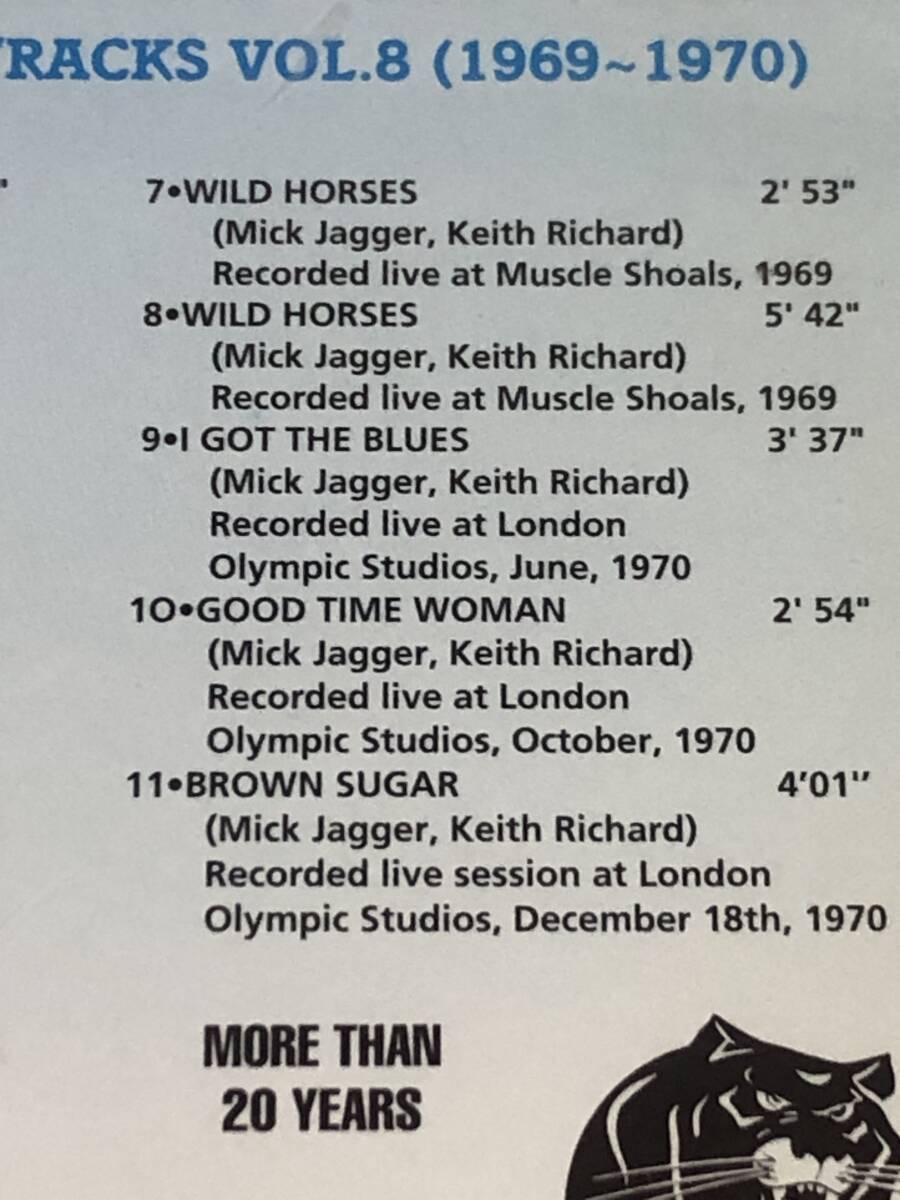 TRACKS VOL.8 (1969~1970)
7•WILD HORSES 2' 53"
(Mick Jagger, Keith Richard)
Recorded live at Muscle Shoals, 1969
8•WILD HORSES 5' 42"
(Mick Jagger, Keith Richard)
Recorded live at Muscle Shoals, 1969
9•I GOT THE BLUES 3' 37"
(Mick Jagger, Keith Richard)
Recorded live at London
Olympic Studios, June, 1970
10•GOOD TIME WOMAN 2' 54"
(Mick Jagger, Keith Richard)
Recorded live at London
Olympic Studios, October, 1970
11•BROWN SUGAR 4'01''
(Mick Jagger, Keith Richard)
Recorded live session at London
Olympic Studios, December 18th, 1970
MORE THAN
20 YEARS